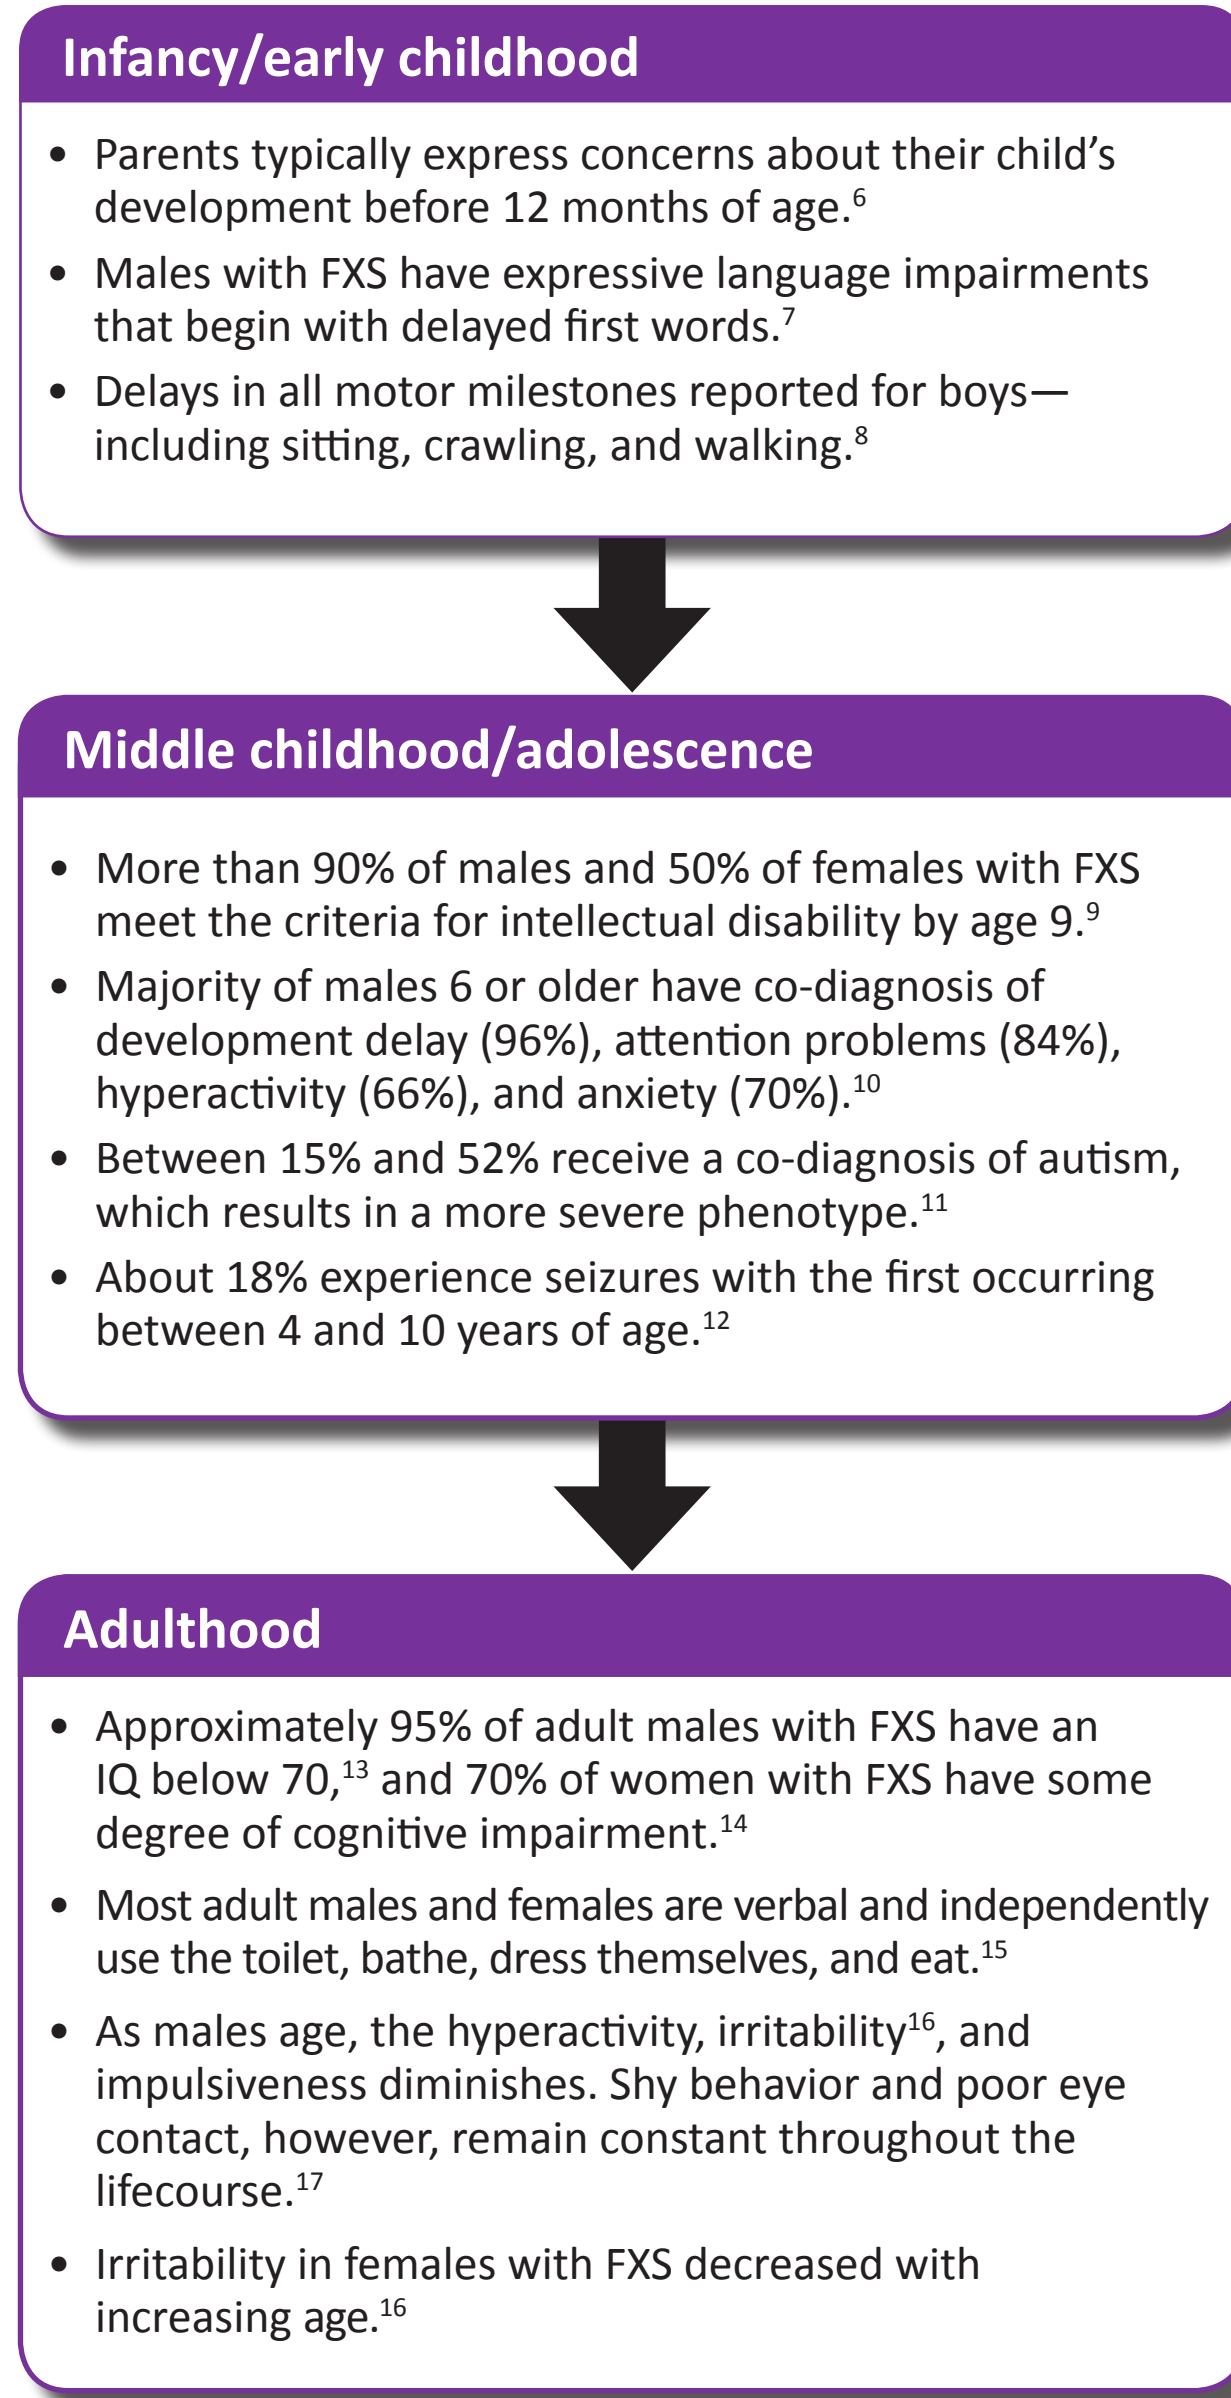 Infancy/early childhood
• Parents typically express concerns about their child’s
development before 12 months of age.⁶
• Males with FXS have expressive language impairments
that begin with delayed first words.⁷
• Delays in all motor milestones reported for boys—
including sitting, crawling, and walking.⁸
Middle childhood/adolescence
• More than 90% of males and 50% of females with FXS
meet the criteria for intellectual disability by age 9.⁹
• Majority of males 6 or older have co-diagnosis of
development delay (96%), attention problems (84%),
hyperactivity (66%), and anxiety (70%).¹⁰
• Between 15% and 52% receive a co-diagnosis of autism,
which results in a more severe phenotype.¹¹
• About 18% experience seizures with the first occurring
between 4 and 10 years of age.¹²
Adulthood
• Approximately 95% of adult males with FXS have an
IQ below 70,¹³ and 70% of women with FXS have some
degree of cognitive impairment.¹⁴
• Most adult males and females are verbal and independently
use the toilet, bathe, dress themselves, and eat.¹⁵
• As males age, the hyperactivity, irritability¹⁶, and
impulsiveness diminishes. Shy behavior and poor eye
contact, however, remain constant throughout the
lifecourse.¹⁷
• Irritability in females with FXS decreased with
increasing age.¹⁶